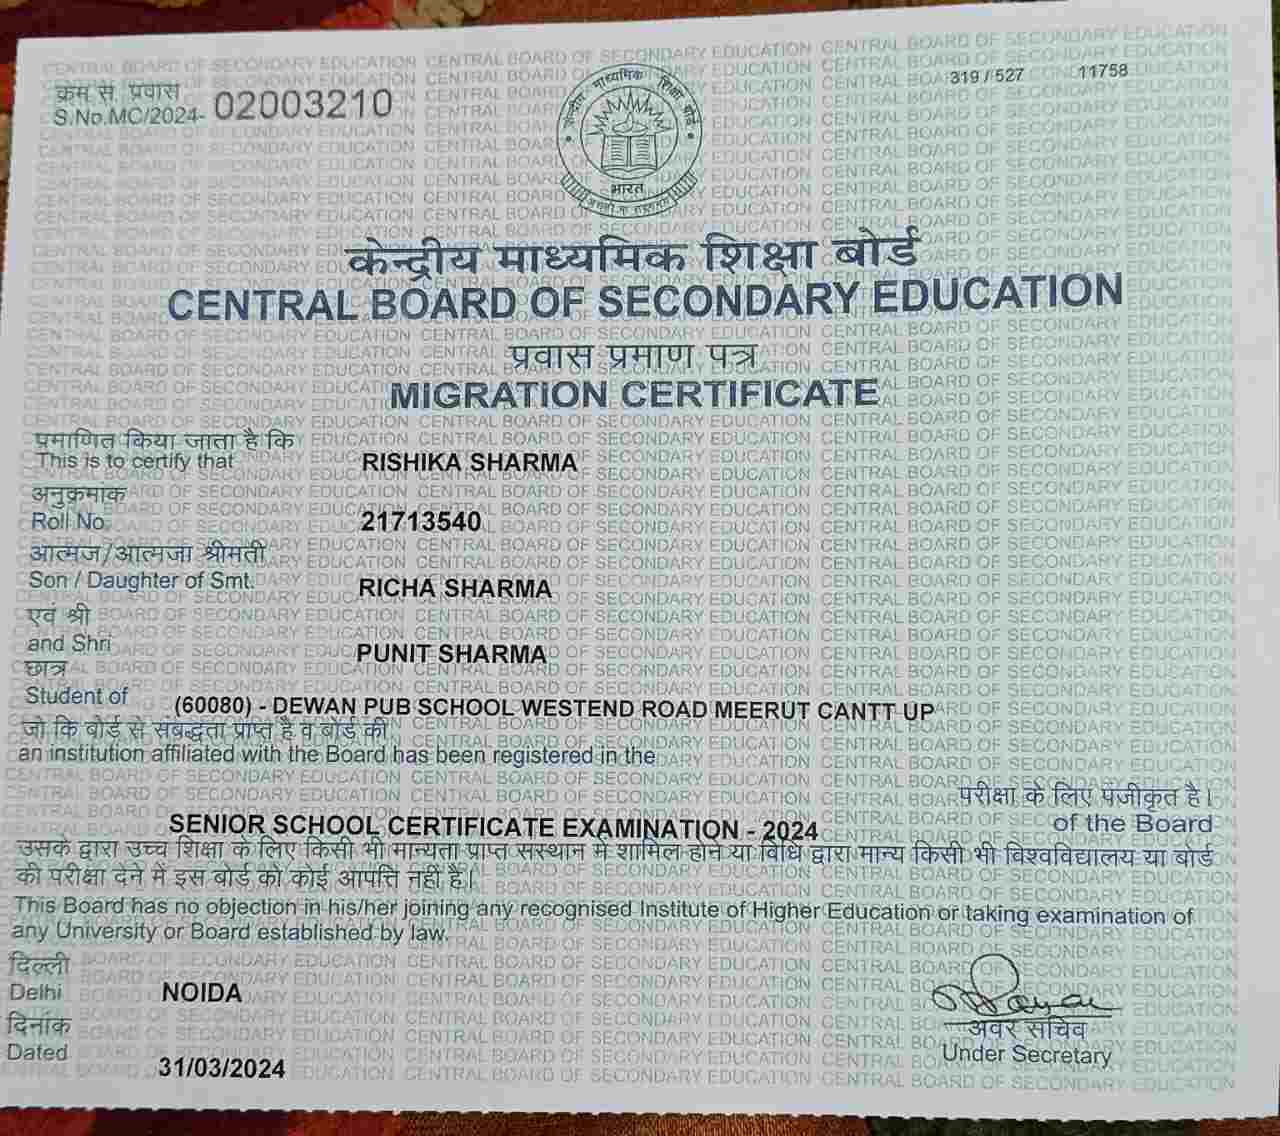 क्रम सं. प्रवास
S.No.MC/2024- 02003210
319 / 527 11758
केन्द्रीय माध्यमिक शिक्षा बोर्ड
भारत
केन्द्रीय माध्यमिक शिक्षा बोर्ड
CENTRAL BOARD OF SECONDARY EDUCATION
प्रवास प्रमाण पत्र
MIGRATION CERTIFICATE
प्रमाणित किया जाता है कि
This is to certify that RISHIKA SHARMA
अनुक्रमांक
Roll No. 21713540
आत्मज/आत्मजा श्रीमती
Son / Daughter of Smt. RICHA SHARMA
एवं श्री
and Shri PUNIT SHARMA
छात्र
Student of (60080) - DEWAN PUB SCHOOL WESTEND ROAD MEERUT CANTT UP
जो कि बोर्ड से संबद्धता प्राप्त है व बोर्ड की
an institution affiliated with the Board has been registered in the
परीक्षा के लिए पंजीकृत है।
SENIOR SCHOOL CERTIFICATE EXAMINATION - 2024 of the Board
उसके द्वारा उच्च शिक्षा के लिए किसी भी मान्यता प्राप्त संस्थान में शामिल होने या विधि द्वारा मान्य किसी भी विश्वविद्यालय या बोर्ड
की परीक्षा देने में इस बोर्ड को कोई आपत्ति नहीं है।
This Board has no objection in his/her joining any recognised Institute of Higher Education or taking examination of
any University or Board established by law.
दिल्ली
Delhi NOIDA
दिनांक
Dated 31/03/2024
अवर सचिव
Under Secretary